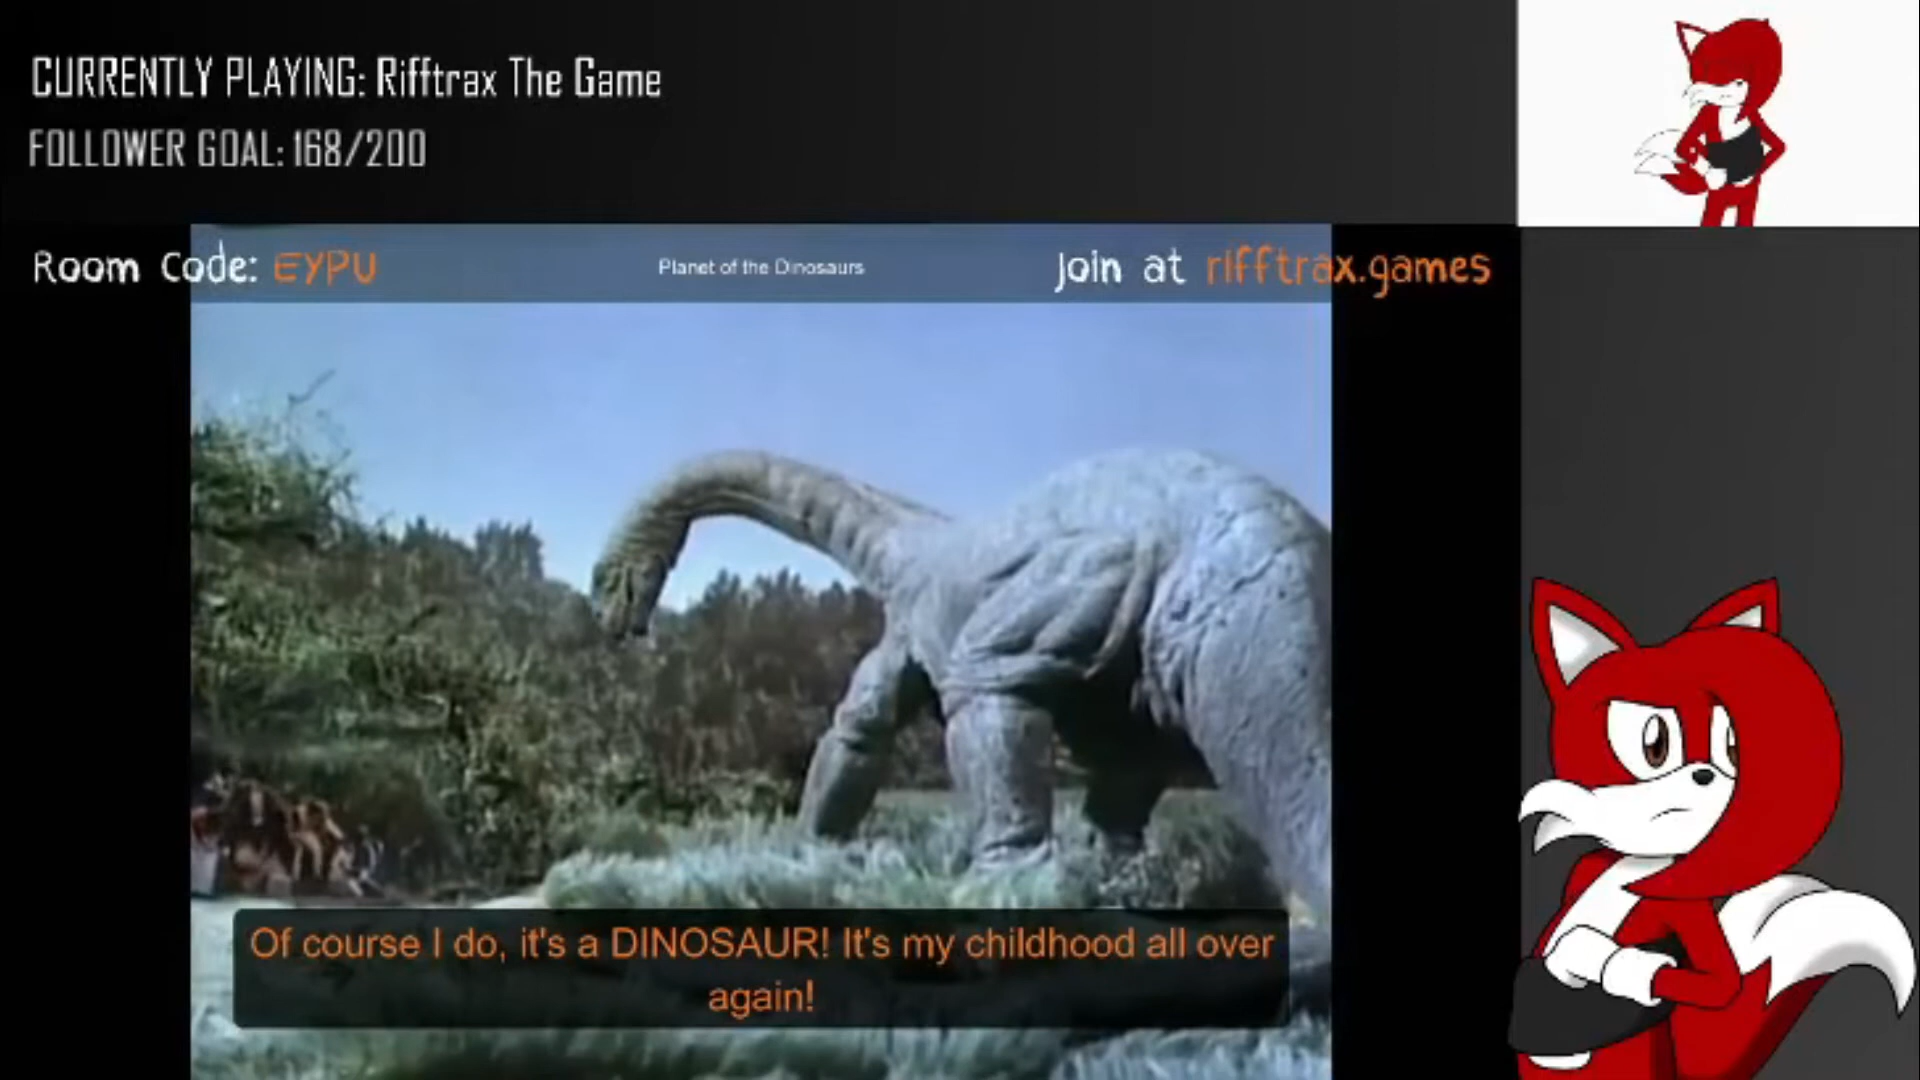 CURRENTLY PLAYING: Rifftrax The Game
FOLLOWER GOAL: 168/200
Room Code: EYPU
Planet of the Dinosaurs
Join at rifftrax.games
Of course I do, it's a DINOSAUR! It's my childhood all over
again!